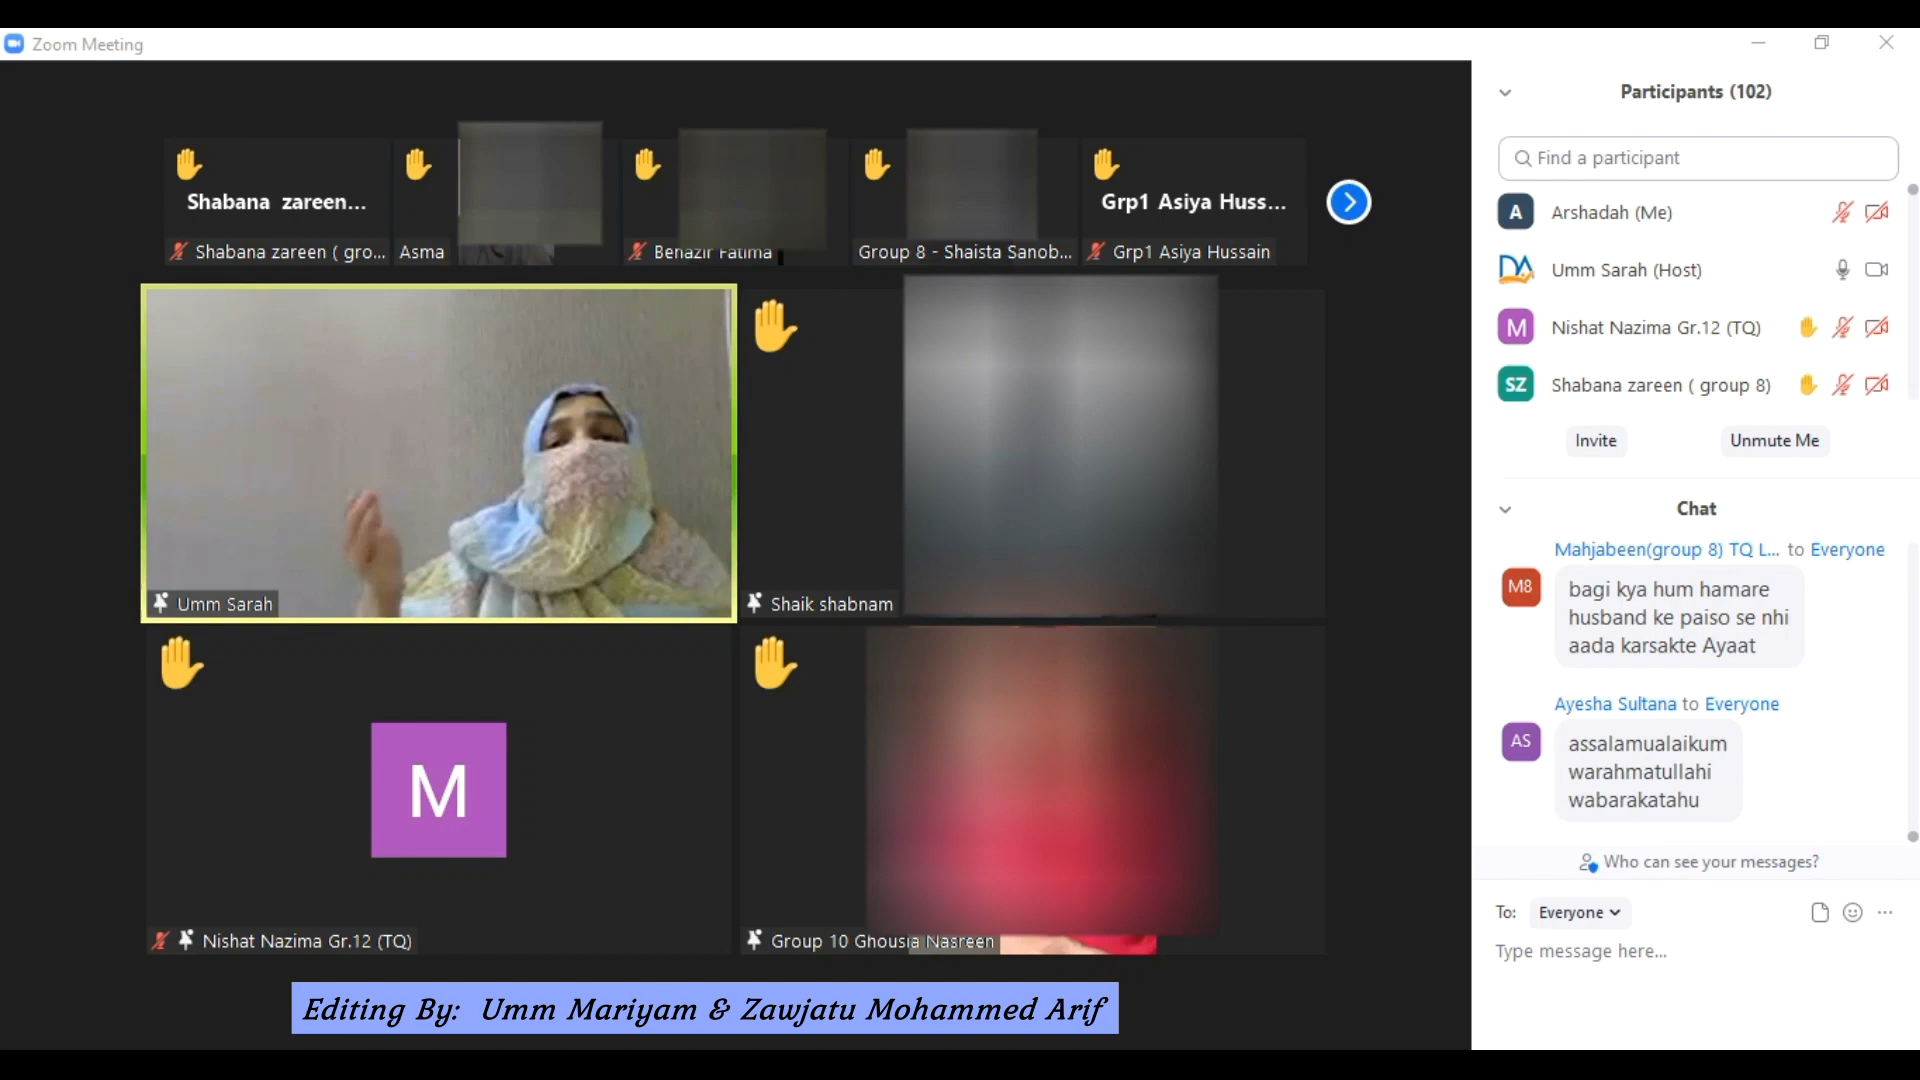 Zoom Meeting
Shabana zareen...
Grp1 Asiya Huss...
Shabana zareen ( gro...
Asma
Benazir Fatima
Group 8 - Shaista Sanob...
Grp1 Asiya Hussain
Umm Sarah
Shaik shabnam
M
Nishat Nazima Gr.12 (TQ)
Group 10 Ghousia Nasreen
Editing By: Umm Mariyam & Zawjatu Mohammed Arif
Participants (102)
Find a participant
A
Arshadah (Me)
DA
Umm Sarah (Host)
M
Nishat Nazima Gr.12 (TQ)
SZ
Shabana zareen ( group 8)
Invite
Unmute Me
Chat
Mahjabeen(group 8) TQ L... to Everyone
M8
bagi kya hum hamare
husband ke paiso se nhi
aada karsakte Ayaat
Ayesha Sultana to Everyone
AS
assalamualaikum
warahmatullahi
wabarakatahu
Who can see your messages?
To: Everyone
Type message here...